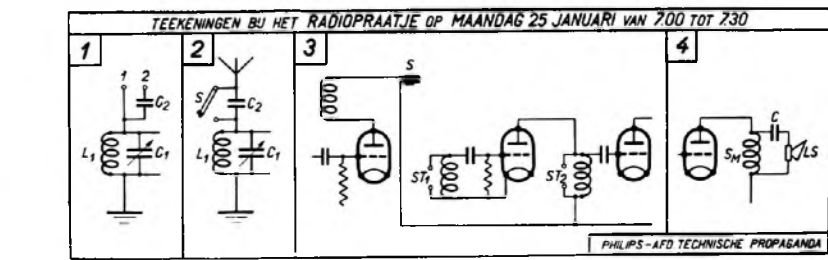 TEEKENINGEN BIJ HET RADIOPRAATJE OP MAANDAG 25 JANUARI VAN 7.00 TOT 7.30
1
1 2
C2
L1 C1
2
S C2
L1 C1
3
S
ST1 ST2
4
C
SM LS
PHILIPS-AFD TECHNISCHE PROPAGANDA